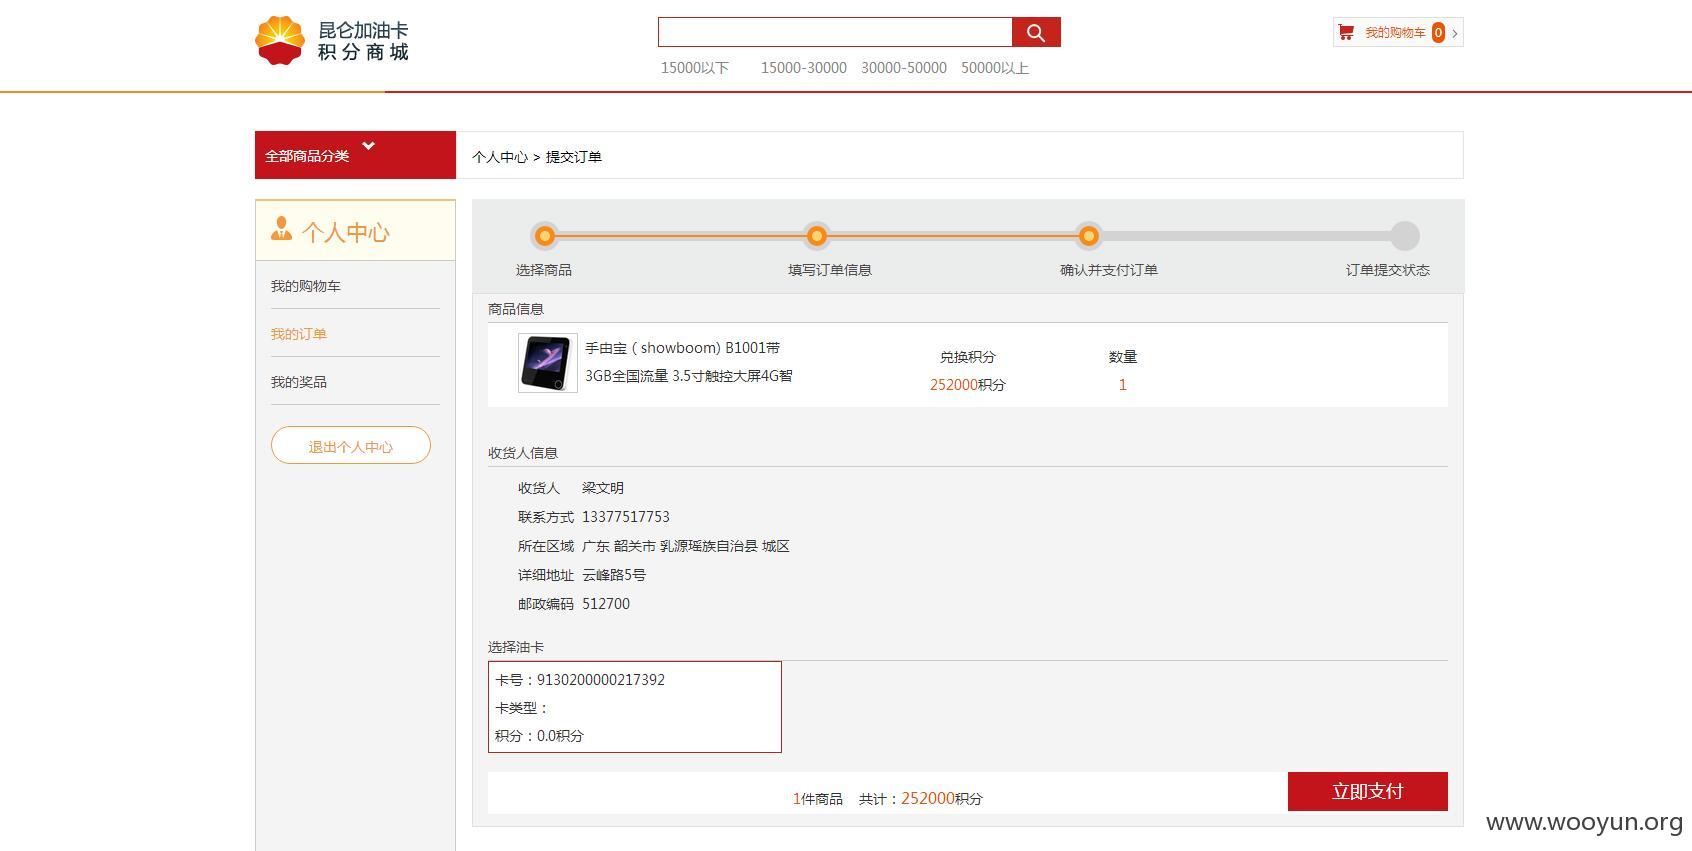 昆仑加油卡
积分商城
15000以下 15000-30000 30000-50000 50000以上
我的购物车 0 >
全部商品分类
个人中心 > 提交订单
个人中心
我的购物车
我的订单
我的奖品
退出个人中心
选择商品 填写订单信息 确认并支付订单 订单提交状态
商品信息
手由宝（showboom) B1001带
3GB全国流量 3.5寸触控大屏4G智
兑换积分 数量
252000积分 1
收货人信息
收货人 梁文明
联系方式 13377517753
所在区域 广东 韶关市 乳源瑶族自治县 城区
详细地址 云峰路5号
邮政编码 512700
选择油卡
卡号：9130200000217392
卡类型：
积分：0.0积分
1件商品 共计：252000积分
立即支付
www.wooyun.org